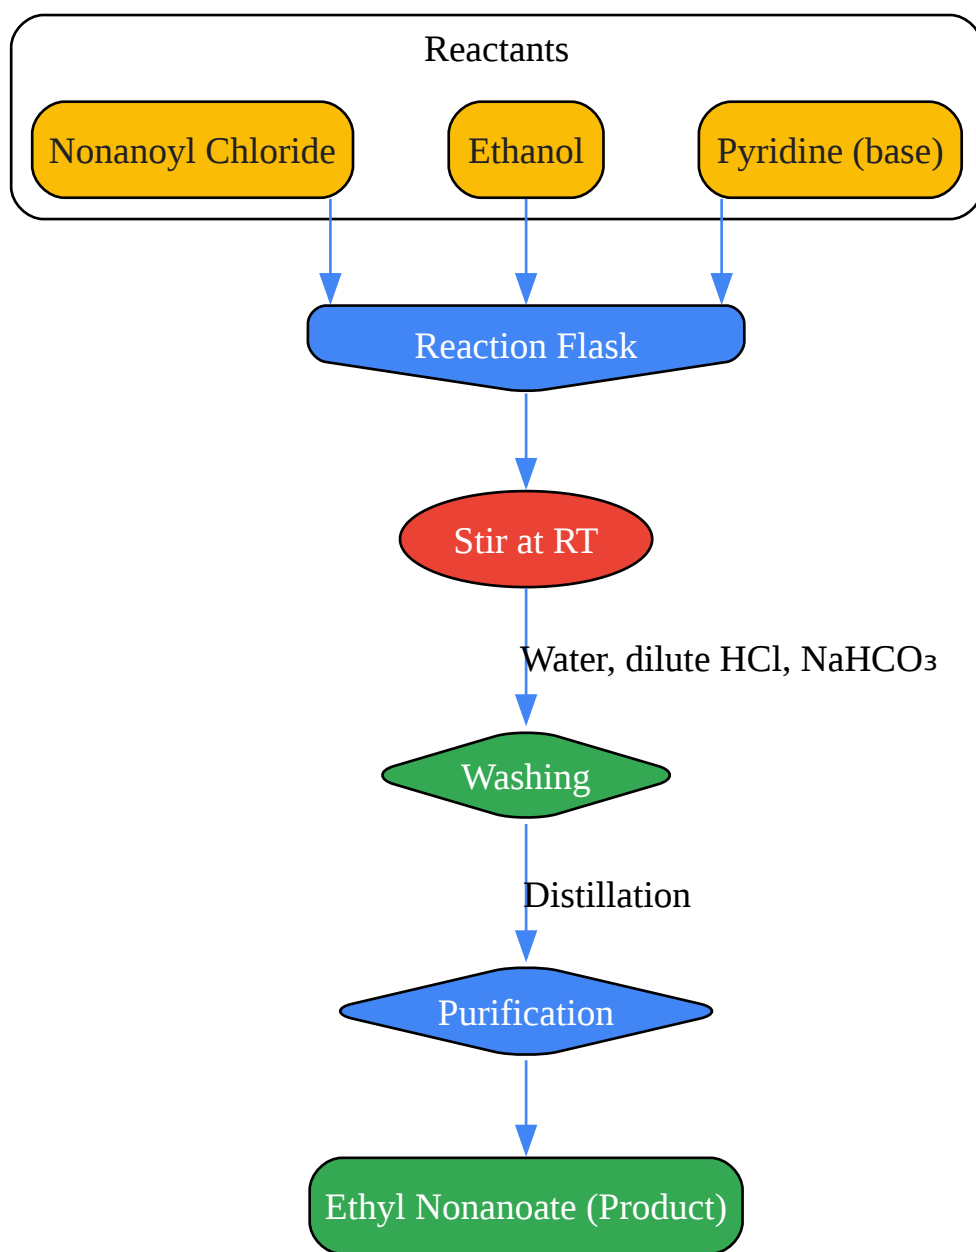 Reactants
Nonanoyl Chloride
Ethanol
Pyridine (base)
Reaction Flask
Stir at RT
Water, dilute HCl, NaHCO₃
Washing
Distillation
Purification
Ethyl Nonanoate (Product)